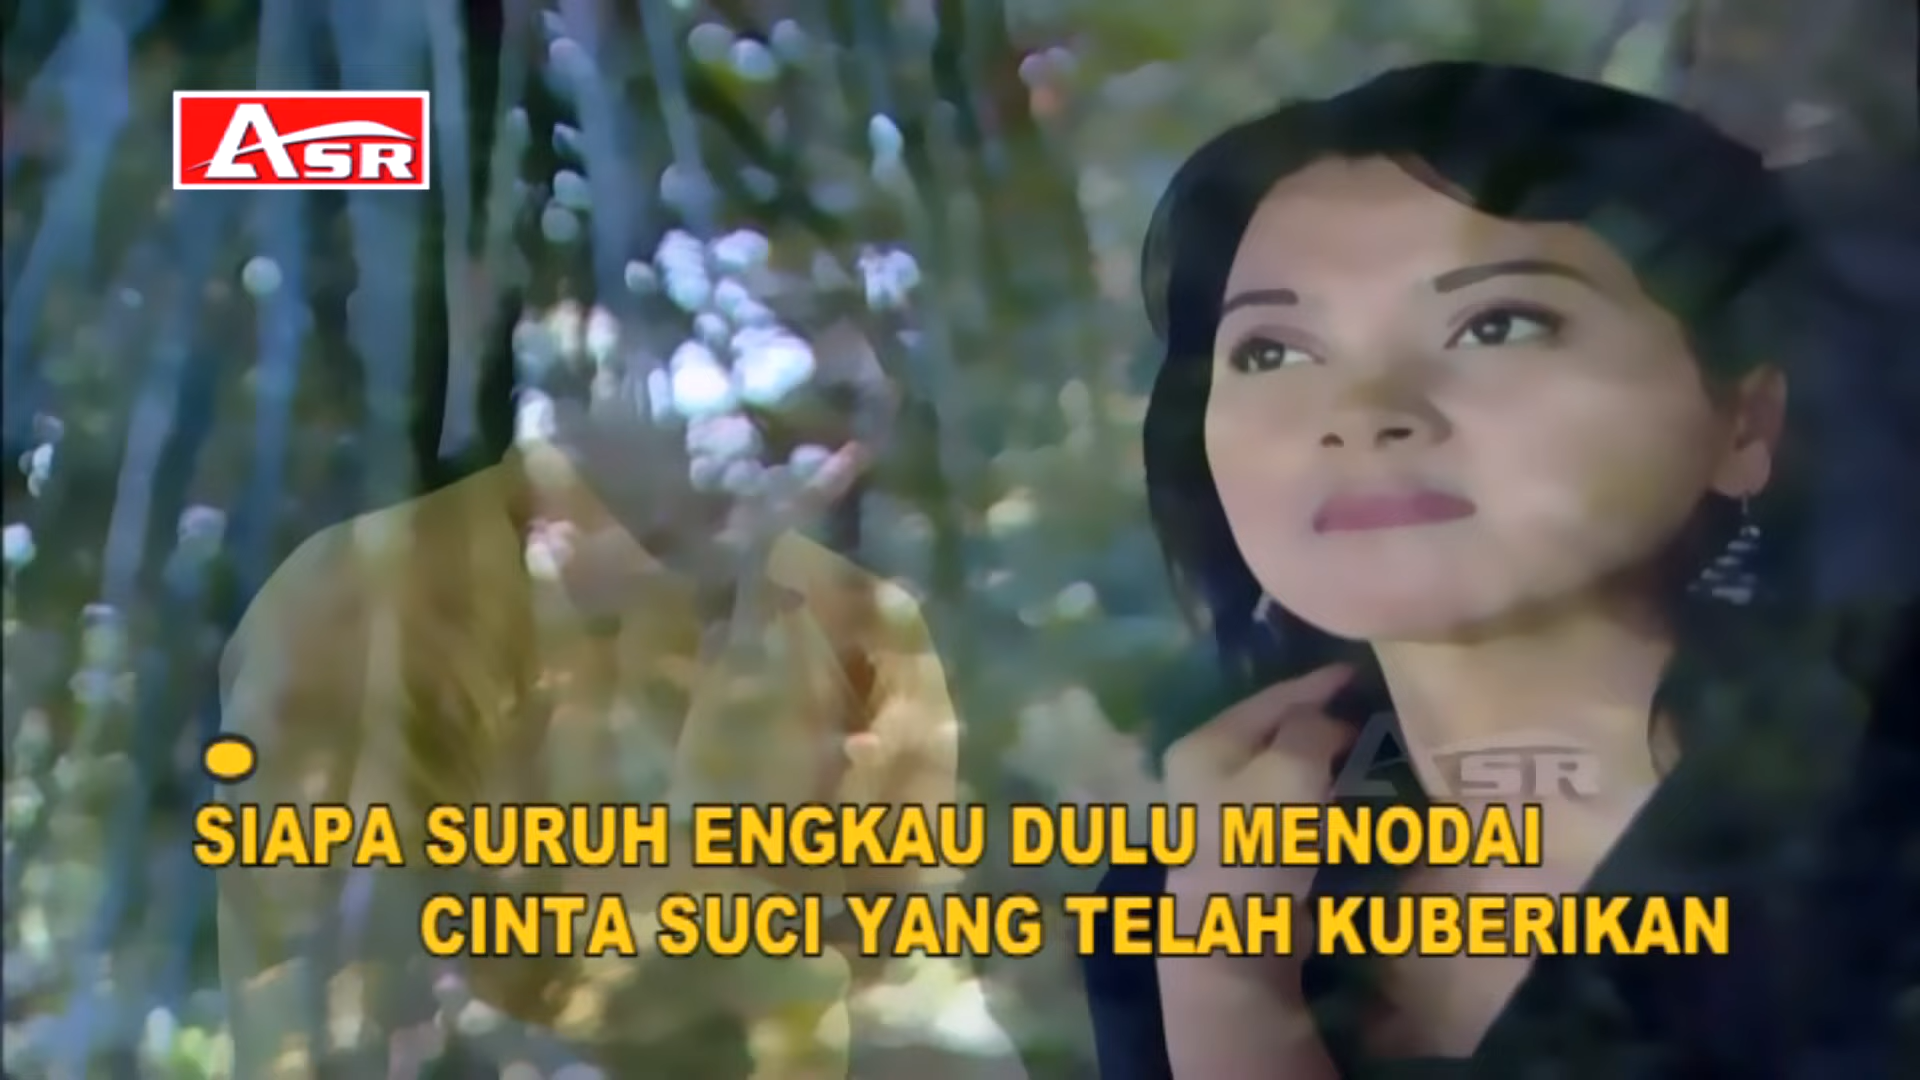 ASR
ASR
SIAPA SURUH ENGKAU DULU MENODAI
CINTA SUCI YANG TELAH KUBERIKAN